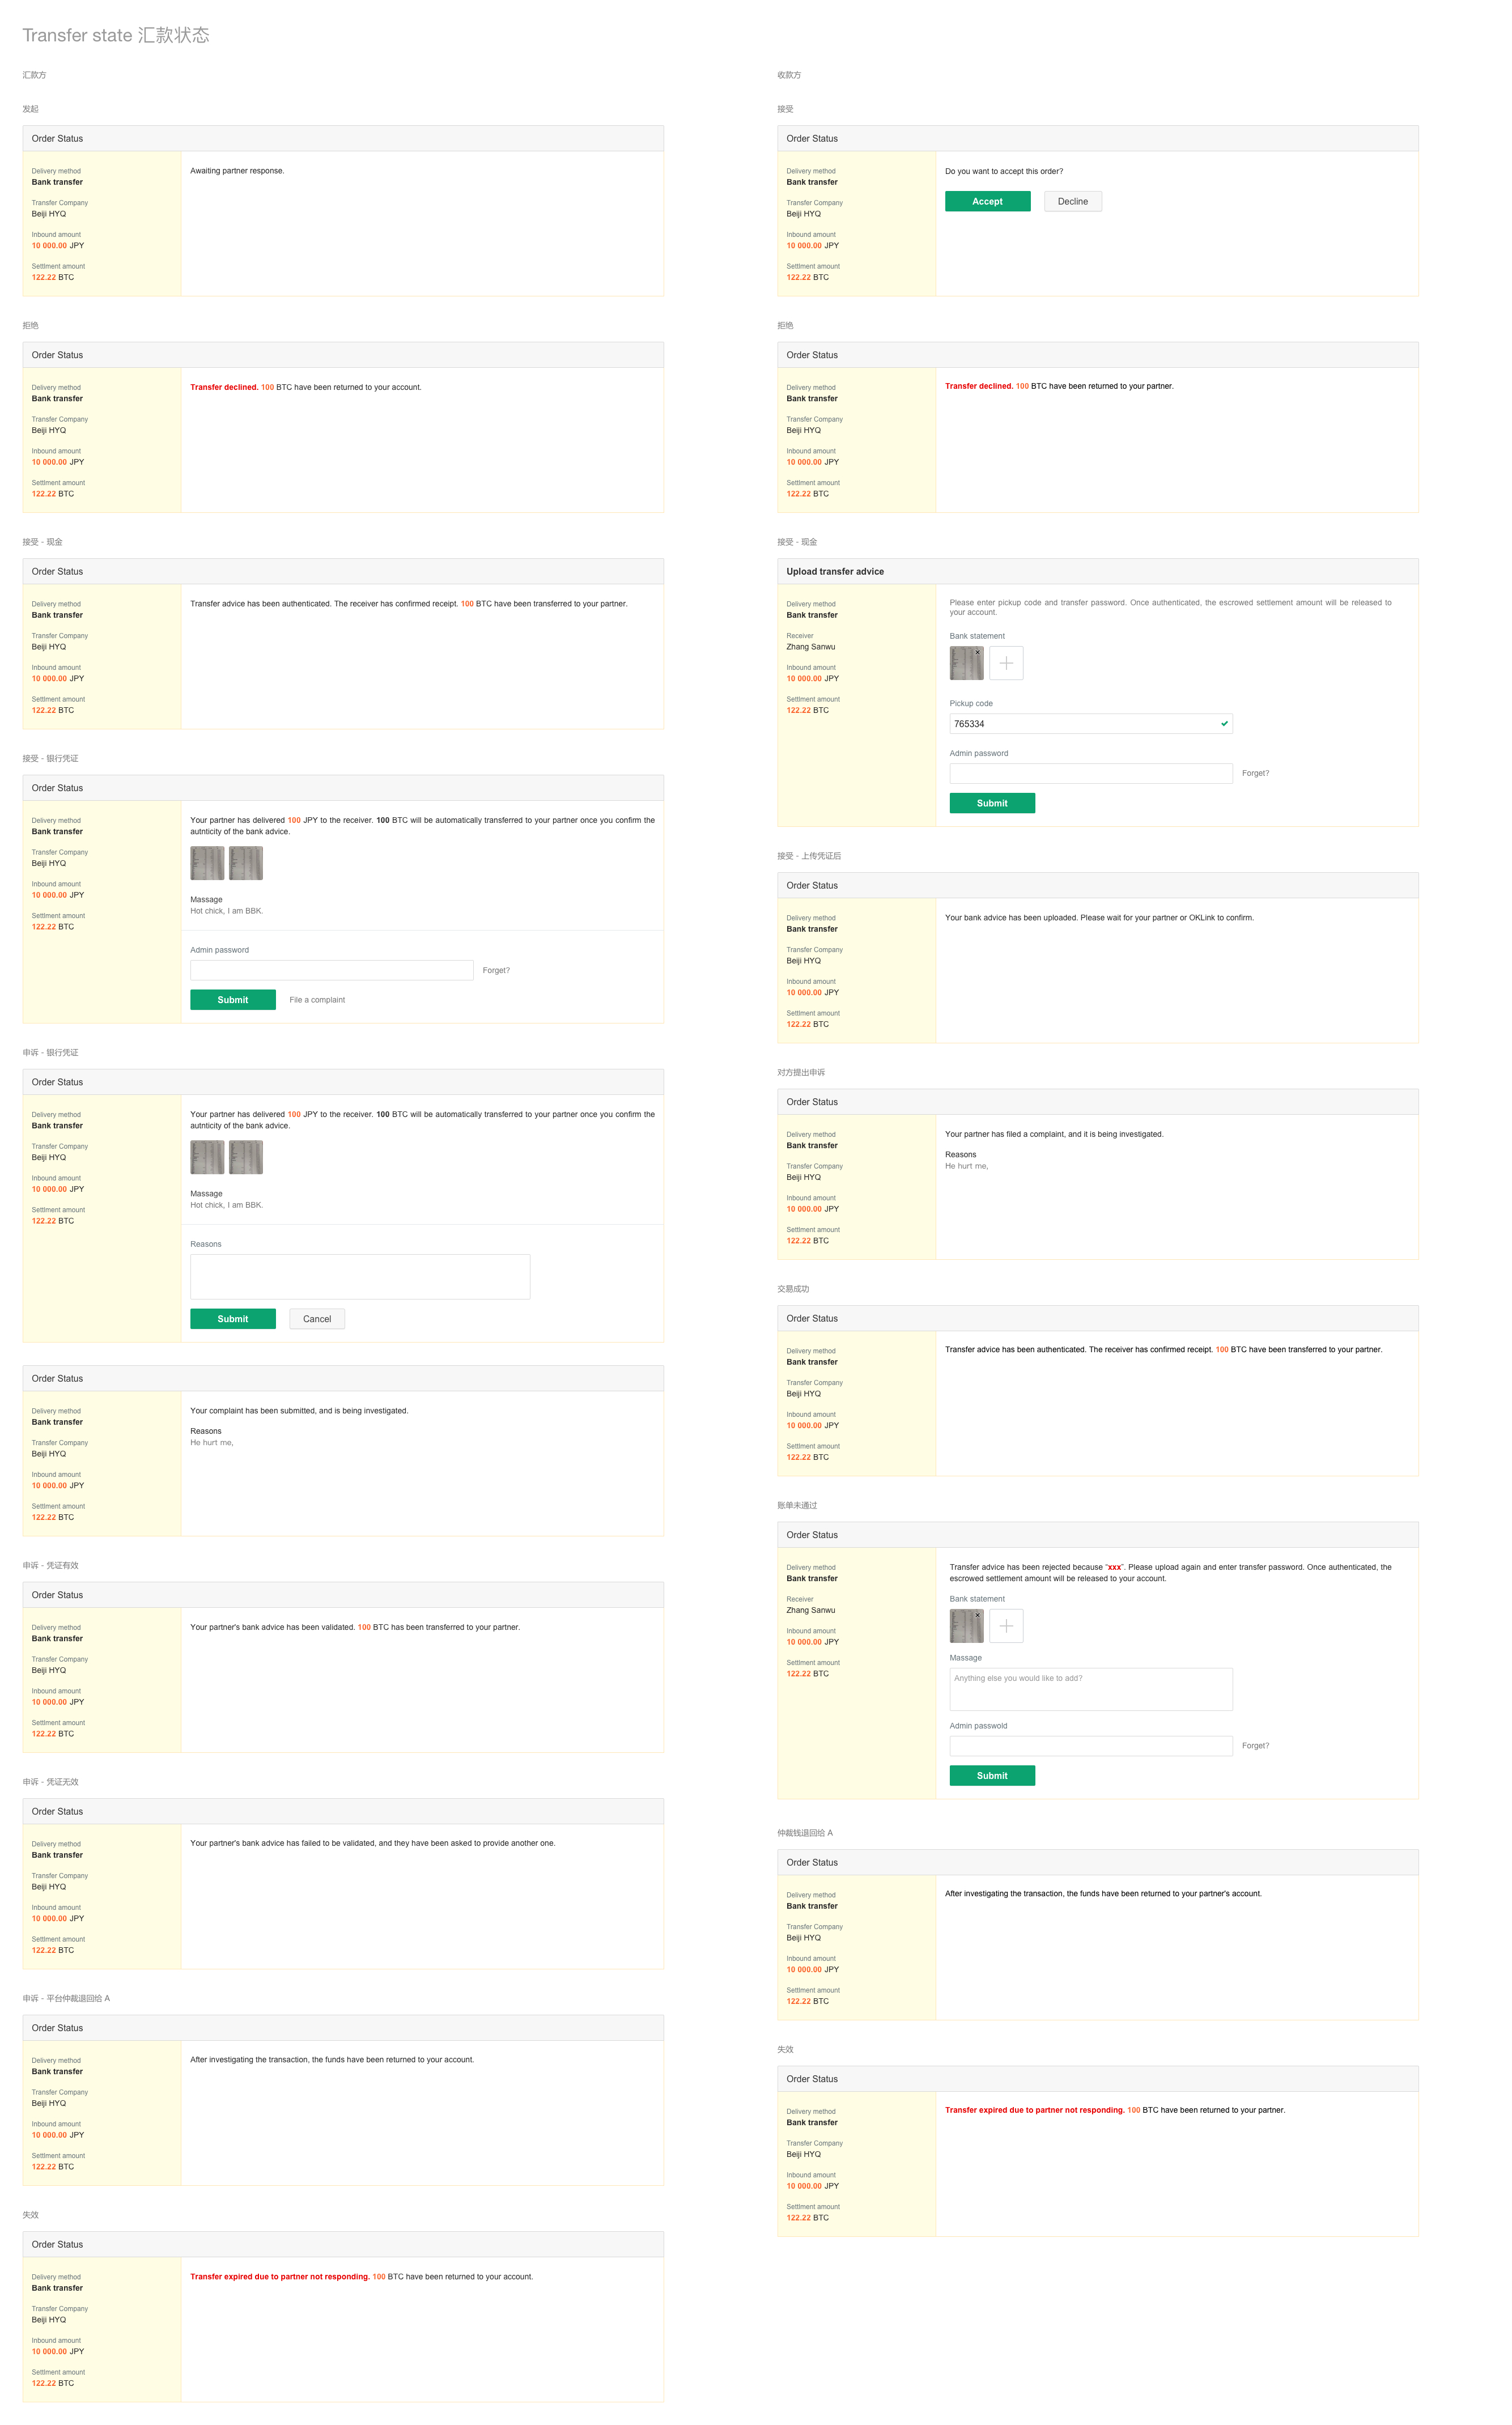 Transfer state 汇款状态
汇款方
发起
Order Status
Delivery method
Bank transfer
Transfer Company
Beiji HYQ
Inbound amount
10 000.00 JPY
Settlment amount
122.22 BTC
Awaiting partner response.
拒绝
Order Status
Delivery method
Bank transfer
Transfer Company
Beiji HYQ
Inbound amount
10 000.00 JPY
Settlment amount
122.22 BTC
Transfer declined. 100 BTC have been returned to your account.
接受 - 现金
Order Status
Delivery method
Bank transfer
Transfer Company
Beiji HYQ
Inbound amount
10 000.00 JPY
Settlment amount
122.22 BTC
Transfer advice has been authenticated. The receiver has confirmed receipt. 100 BTC have been transferred to your partner.
接受 - 银行凭证
Order Status
Delivery method
Bank transfer
Transfer Company
Beiji HYQ
Inbound amount
10 000.00 JPY
Settlment amount
122.22 BTC
Your partner has delivered 100 JPY to the receiver. 100 BTC will be automatically transferred to your partner once you confirm the
autnticity of the bank advice.
Massage
Hot chick, I am BBK.
Admin password
Forget?
Submit
File a complaint
申诉 - 银行凭证
Order Status
Delivery method
Bank transfer
Transfer Company
Beiji HYQ
Inbound amount
10 000.00 JPY
Settlment amount
122.22 BTC
Your partner has delivered 100 JPY to the receiver. 100 BTC will be automatically transferred to your partner once you confirm the
autnticity of the bank advice.
Massage
Hot chick, I am BBK.
Reasons
Submit
Cancel
Order Status
Delivery method
Bank transfer
Transfer Company
Beiji HYQ
Inbound amount
10 000.00 JPY
Settlment amount
122.22 BTC
Your complaint has been submitted, and is being investigated.
Reasons
He hurt me,
申诉 - 凭证有效
Order Status
Delivery method
Bank transfer
Transfer Company
Beiji HYQ
Inbound amount
10 000.00 JPY
Settlment amount
122.22 BTC
Your partner's bank advice has been validated. 100 BTC has been transferred to your partner.
申诉 - 凭证无效
Order Status
Delivery method
Bank transfer
Transfer Company
Beiji HYQ
Inbound amount
10 000.00 JPY
Settlment amount
122.22 BTC
Your partner's bank advice has failed to be validated, and they have been asked to provide another one.
申诉 - 平台仲裁退回给 A
Order Status
Delivery method
Bank transfer
Transfer Company
Beiji HYQ
Inbound amount
10 000.00 JPY
Settlment amount
122.22 BTC
After investigating the transaction, the funds have been returned to your account.
失效
Order Status
Delivery method
Bank transfer
Transfer Company
Beiji HYQ
Inbound amount
10 000.00 JPY
Settlment amount
122.22 BTC
Transfer expired due to partner not responding. 100 BTC have been returned to your account.
收款方
接受
Order Status
Delivery method
Bank transfer
Transfer Company
Beiji HYQ
Inbound amount
10 000.00 JPY
Settlment amount
122.22 BTC
Do you want to accept this order?
Accept
Decline
拒绝
Order Status
Delivery method
Bank transfer
Transfer Company
Beiji HYQ
Inbound amount
10 000.00 JPY
Settlment amount
122.22 BTC
Transfer declined. 100 BTC have been returned to your partner.
接受 - 现金
Upload transfer advice
Delivery method
Bank transfer
Receiver
Zhang Sanwu
Inbound amount
10 000.00 JPY
Settlment amount
122.22 BTC
Please enter pickup code and transfer password. Once authenticated, the escrowed settlement amount will be released to
your account.
Bank statement
Pickup code
765334
Admin password
Forget?
Submit
接受 - 上传凭证后
Order Status
Delivery method
Bank transfer
Transfer Company
Beiji HYQ
Inbound amount
10 000.00 JPY
Settlment amount
122.22 BTC
Your bank advice has been uploaded. Please wait for your partner or OKLink to confirm.
对方提出申诉
Order Status
Delivery method
Bank transfer
Transfer Company
Beiji HYQ
Inbound amount
10 000.00 JPY
Settlment amount
122.22 BTC
Your partner has filed a complaint, and it is being investigated.
Reasons
He hurt me,
交易成功
Order Status
Delivery method
Bank transfer
Transfer Company
Beiji HYQ
Inbound amount
10 000.00 JPY
Settlment amount
122.22 BTC
Transfer advice has been authenticated. The receiver has confirmed receipt. 100 BTC have been transferred to your partner.
账单未通过
Order Status
Delivery method
Bank transfer
Receiver
Zhang Sanwu
Inbound amount
10 000.00 JPY
Settlment amount
122.22 BTC
Transfer advice has been rejected because “xxx”. Please upload again and enter transfer password. Once authenticated, the
escrowed settlement amount will be released to your account.
Bank statement
Massage
Anything else you would like to add?
Admin passwold
Forget?
Submit
仲裁钱退回给 A
Order Status
Delivery method
Bank transfer
Transfer Company
Beiji HYQ
Inbound amount
10 000.00 JPY
Settlment amount
122.22 BTC
After investigating the transaction, the funds have been returned to your partner's account.
失效
Order Status
Delivery method
Bank transfer
Transfer Company
Beiji HYQ
Inbound amount
10 000.00 JPY
Settlment amount
122.22 BTC
Transfer expired due to partner not responding. 100 BTC have been returned to your partner.